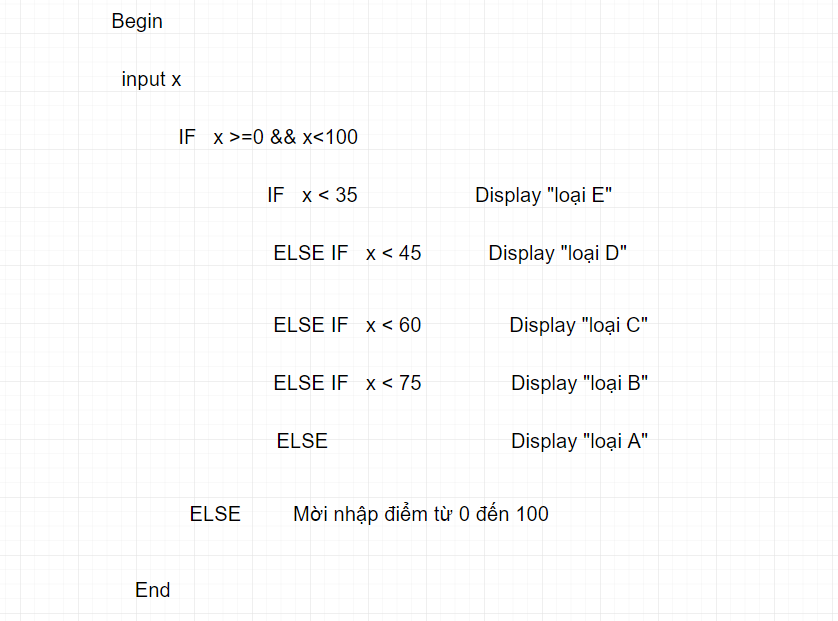 Begin
input x
IF x >=0 && x<100
IF x < 35 Display "loại E"
ELSE IF x < 45 Display "loại D"
ELSE IF x < 60 Display "loại C"
ELSE IF x < 75 Display "loại B"
ELSE Display "loại A"
ELSE Mời nhập điểm từ 0 đến 100
End